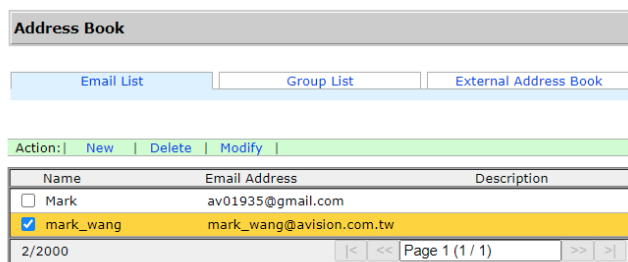 Address Book
Email List Group List External Address Book
Action:| New | Delete | Modify |
Name Email Address Description
Mark av01935@gmail.com
mark_wang mark_wang@avision.com.tw
2/2000 |< << Page 1 (1 / 1) >> >|